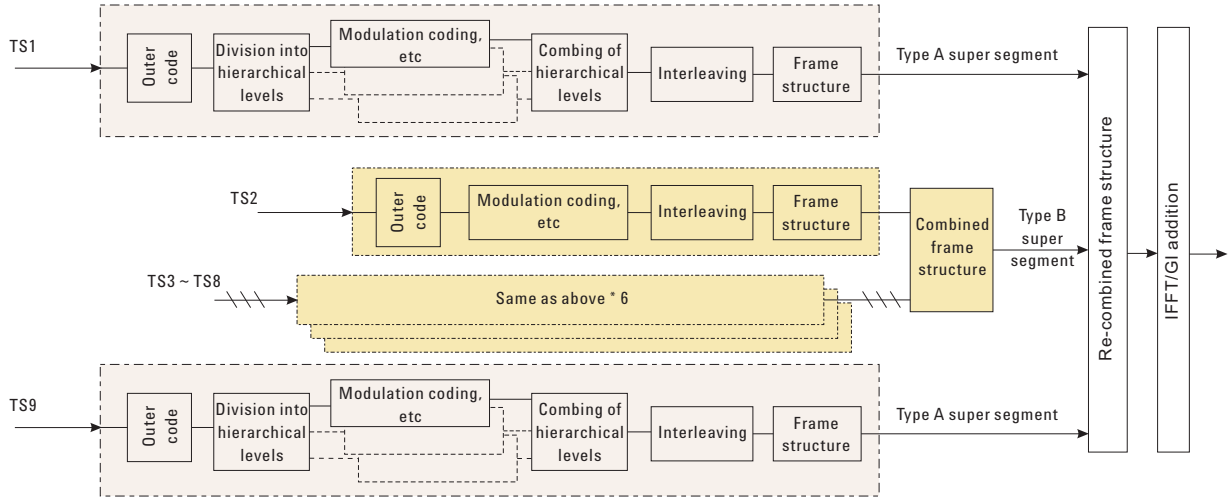 TS1
Outer
code
Division into
hierarchical
levels
Modulation coding,
etc
Combing of
hierarchical
levels
Interleaving
Frame
structure
Type A super segment
TS2
Outer
code
Modulation coding,
etc
Interleaving
Frame
structure
Combined
frame
structure
Type B
super
segment
TS3 ~ TS8
Same as above * 6
TS9
Outer
code
Division into
hierarchical
levels
Modulation coding,
etc
Combing of
hierarchical
levels
Interleaving
Frame
structure
Type A super segment
Re-combined frame structure
IFFT/GI addition